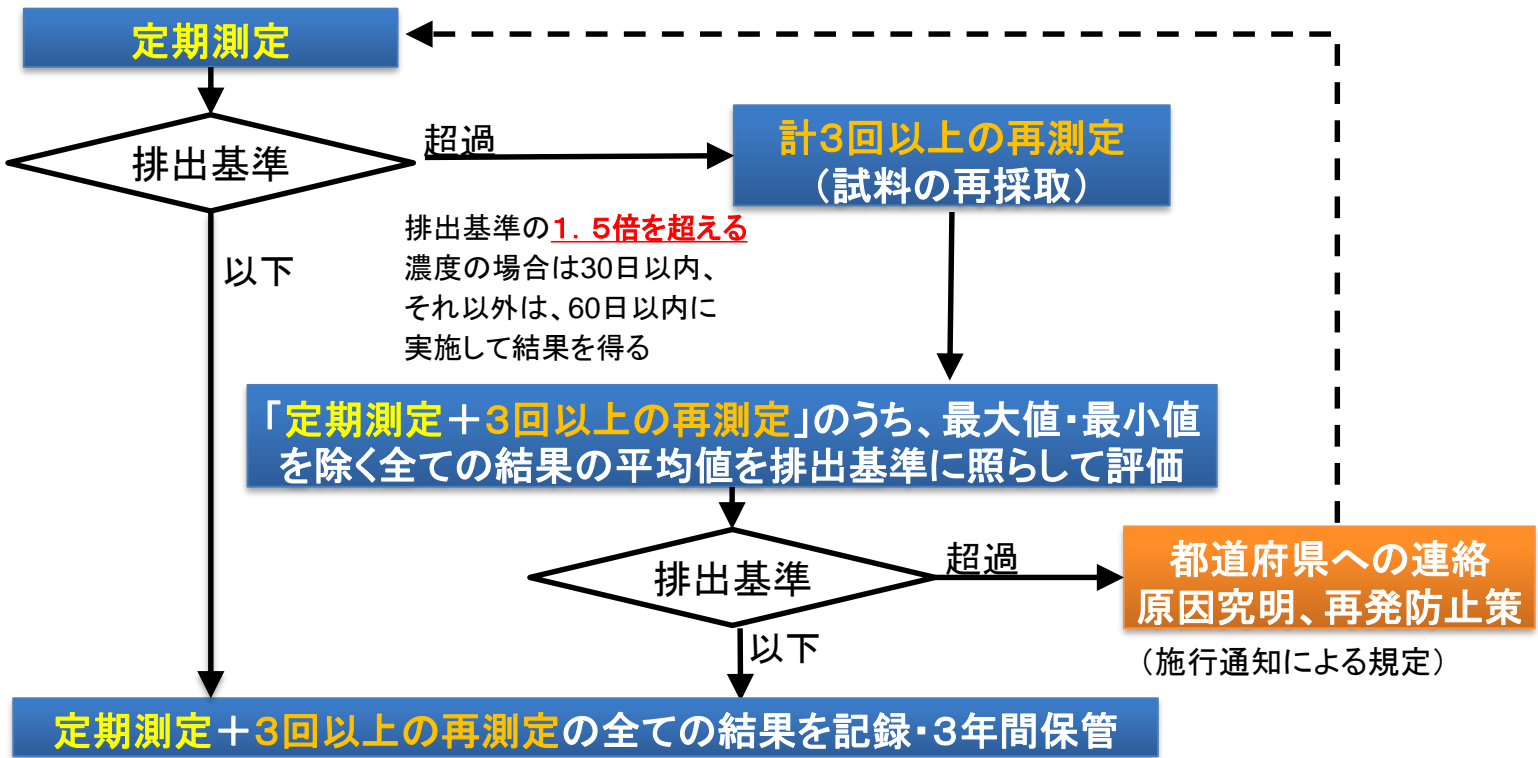 定期測定
排出基準
超過
計3回以上の再測定
（試料の再採取）
排出基準の１．５倍を超える
濃度の場合は30日以内、
それ以外は、60日以内に
実施して結果を得る
以下
「定期測定＋3回以上の再測定」のうち、最大値・最小値
を除く全ての結果の平均値を排出基準に照らして評価
排出基準
超過
都道府県への連絡
原因究明、再発防止策
（施行通知による規定）
以下
定期測定＋3回以上の再測定の全ての結果を記録・３年間保管